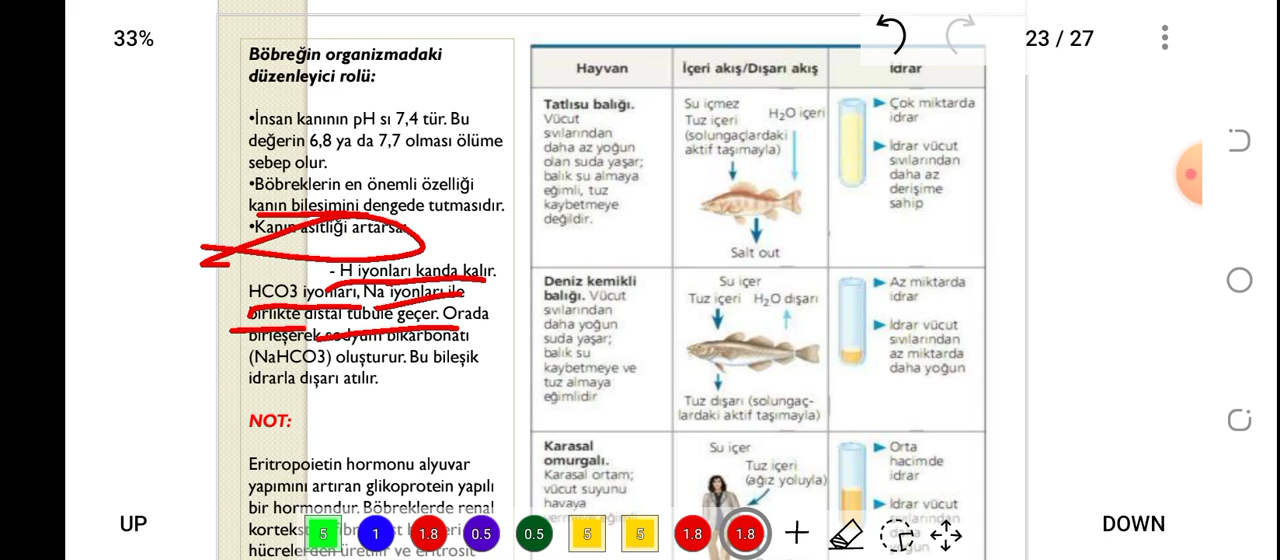 33%
23 / 27
Böbreğin organizmadaki
düzenleyici rolü:
•İnsan kanının pH sı 7,4 tür. Bu
değerin 6,8 ya da 7,7 olması ölüme
sebep olur.
•Böbreklerin en önemli özelliği
kanın bileşimini dengede tutmasıdır.
•Kanın asitliği artarsa:
- H iyonları kanda kalır.
HCO3 iyonları, Na iyonları ile
birlikte distal tübüle geçer. Orada
birleşerek sodyum bikarbonatı
(NaHCO3) oluşturur. Bu bileşik
idrarla dışarı atılır.
NOT:
Eritropoietin hormonu alyuvar
yapımını artıran glikoprotein yapılı
bir hormondur. Böbreklerde renal
Hayvan
İçeri akış/Dışarı akış
İdrar
Tatlısu balığı.
Vücut
sıvılarından
daha az yoğun
olan suda yaşar;
balık su almaya
eğimli, tuz
kaybetmeye
değildir.
Su içmez
Tuz içeri
(solungaçlardaki
aktif taşımayla)
H₂O içeri
Salt out
Çok miktarda
idrar
İdrar vücut
sıvılarından
daha az
derişime
sahip
Deniz kemikli
balığı. Vücut
sıvılarından
daha yoğun
suda yaşar;
balık su
kaybetmeye ve
tuz almaya
eğimlidir
Su içer
Tuz içeri H₂O dışarı
Tuz dışarı (solungaç-
lardaki aktif taşımayla)
Az miktarda
idrar
İdrar vücut
sıvılarından
az miktarda
daha yoğun
Karasal
omurgalı.
Karasal ortam;
vücut suyunu
havaya
Su içer
Tuz içeri
(ağız yoluyla)
Orta
hacimde
idrar
İdrar vücut
UP
5 1 1.8 0.5 0.5 5 5 1.8 1.8
DOWN